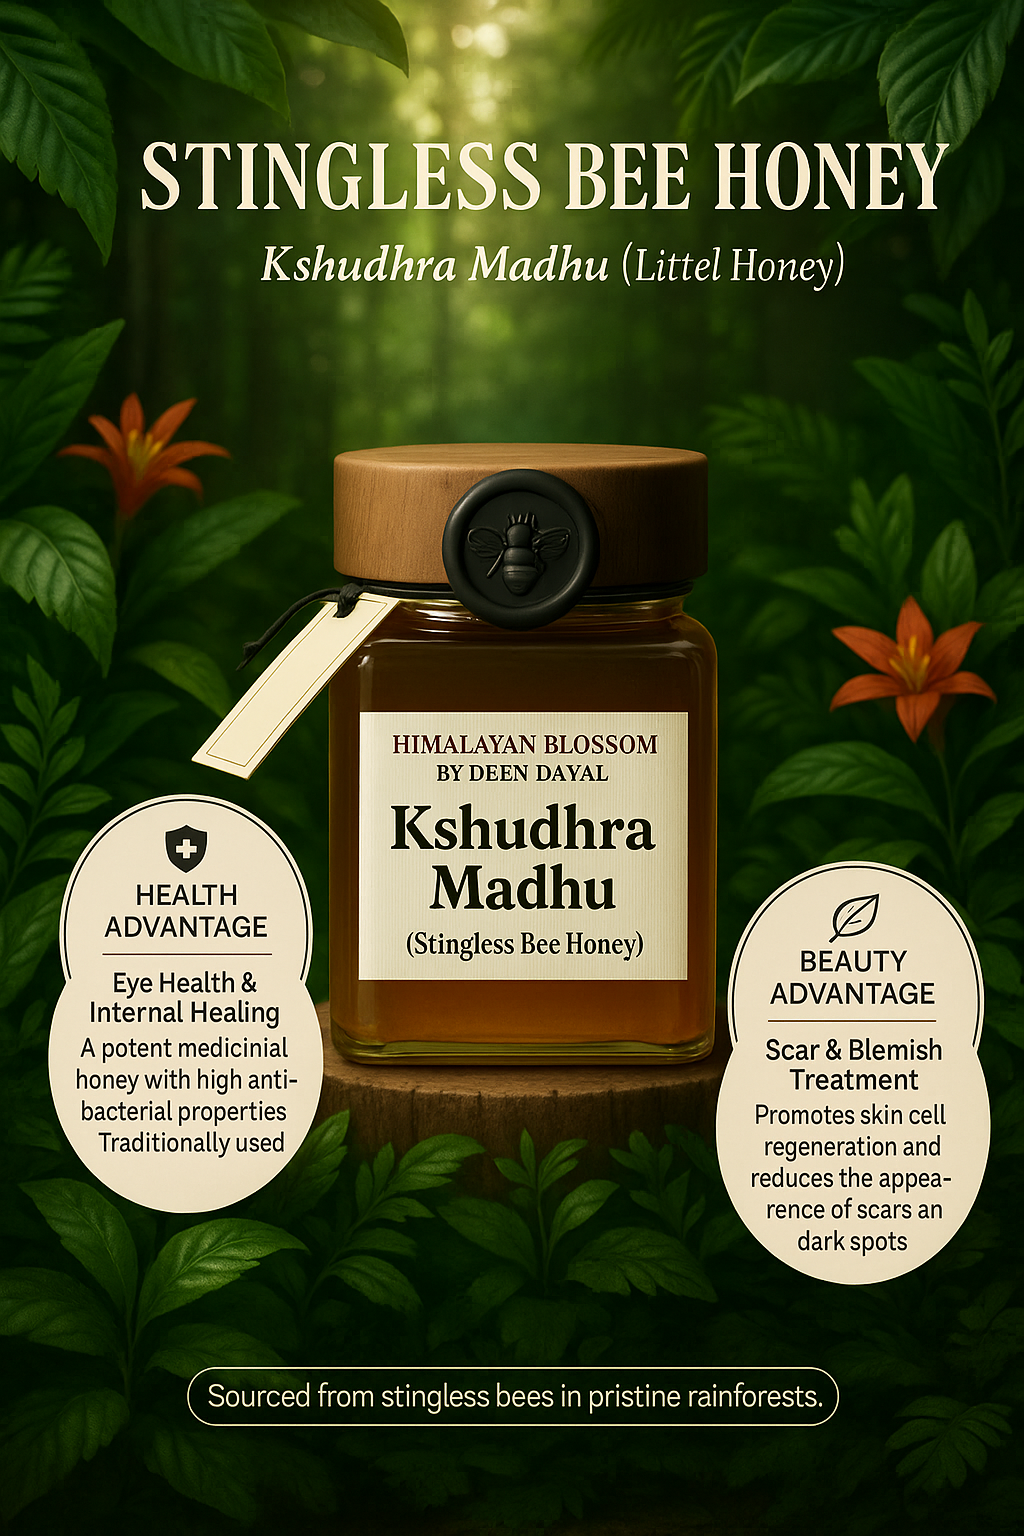 STINGLESS BEE HONEY
Kshudhra Madhu (Littel Honey)
HIMALAYAN BLOSSOM
BY DEEN DAYAL
Kshudhra
Madhu
(Stingless Bee Honey)
HEALTH
ADVANTAGE
Eye Health &
Internal Healing
A potent medicinial
honey with high anti-
bacterial properties
Traditionally used
BEAUTY
ADVANTAGE
Scar & Blemish
Treatment
Promotes skin cell
regeneration and
reduces the appea-
rence of scars an
dark spots
Sourced from stingless bees in pristine rainforests.